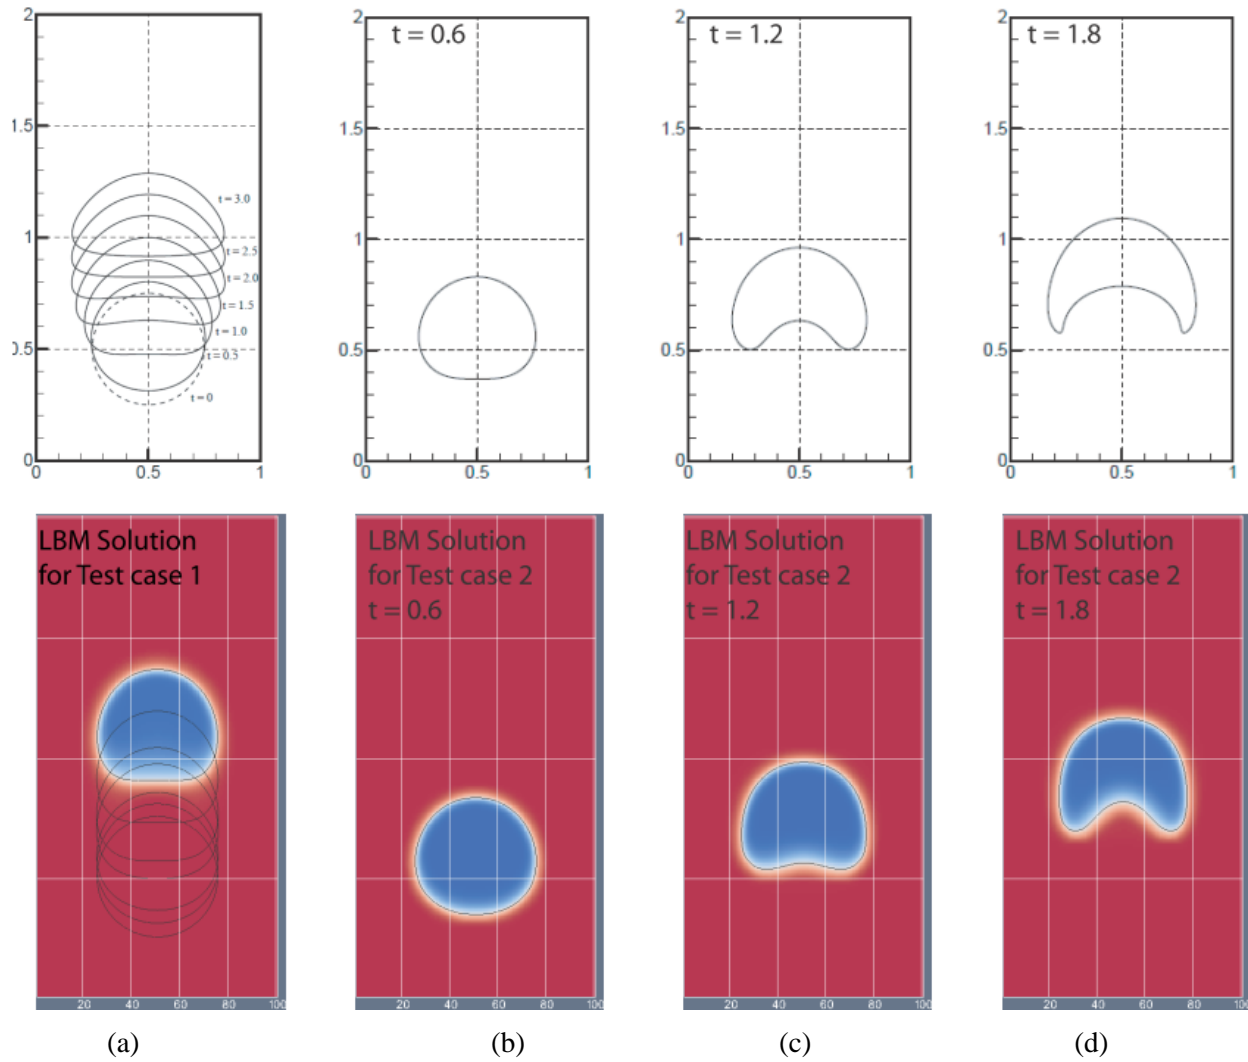 2
1.5
1
0.5
0
0.5
1
t = 3.0
t = 2.5
t = 2.0
t = 1.5
t = 1.0
t = 0.5
t = 0
t = 0.6
2
1.5
1
0.5
0
0
0.5
1
t = 1.2
2
1.5
1
0.5
0
0
0.5
1
t = 1.8
2
1.5
1
0.5
0
0
0.5
1
LBM Solution
for Test case 1
20 40 60 80 100
LBM Solution
for Test case 2
t = 0.6
20 40 60 80 100
LBM Solution
for Test case 2
t = 1.2
20 40 60 80 100
LBM Solution
for Test case 2
t = 1.8
20 40 60 80 100
(a) (b) (c) (d)